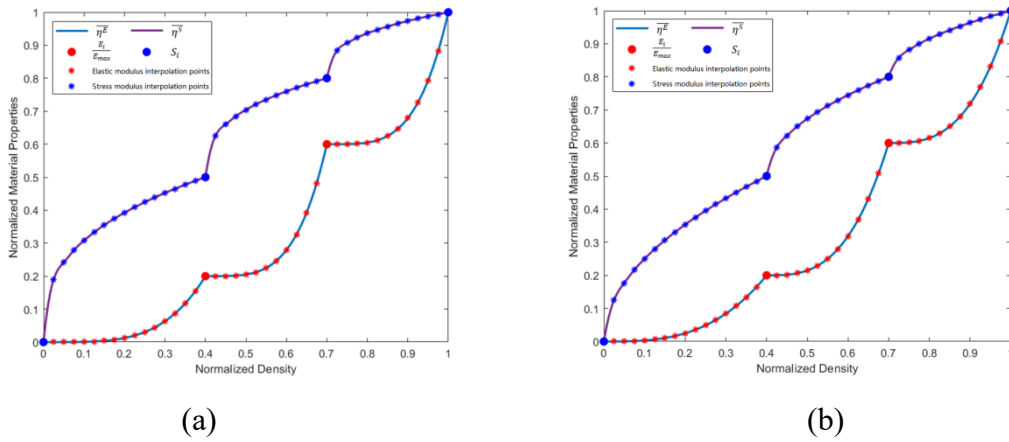 η^E η^S
E_i/E_max S_i
Elastic modulus interpolation points
Stress modulus interpolation points
Normalized Material Properties
1
0.9
0.8
0.7
0.6
0.5
0.4
0.3
0.2
0.1
0
0 0.1 0.2 0.3 0.4 0.5 0.6 0.7 0.8 0.9 1
Normalized Density
(a)
η^E η^S
E_i/E_max S_i
Elastic modulus interpolation points
Stress modulus interpolation points
Normalized Material Properties
1
0.9
0.8
0.7
0.6
0.5
0.4
0.3
0.2
0.1
0
0 0.1 0.2 0.3 0.4 0.5 0.6 0.7 0.8 0.9 1
Normalized Density
(b)